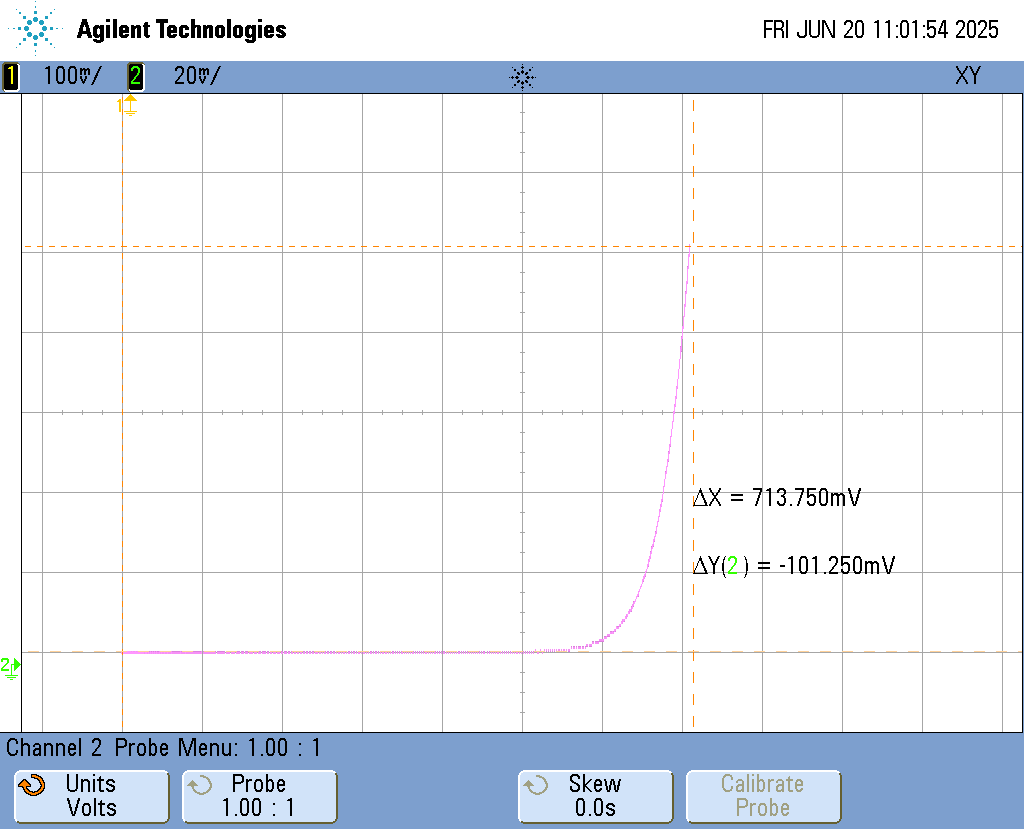 Agilent Technologies
FRI JUN 20 11:01:54 2025
1 100mV/ 2 20mV/ XY
1
ΔX = 713.750mV
ΔY(2) = -101.250mV
2
Channel 2 Probe Menu: 1.00 : 1
Units
Volts
Probe
1.00 : 1
Skew
0.0s
Calibrate
Probe